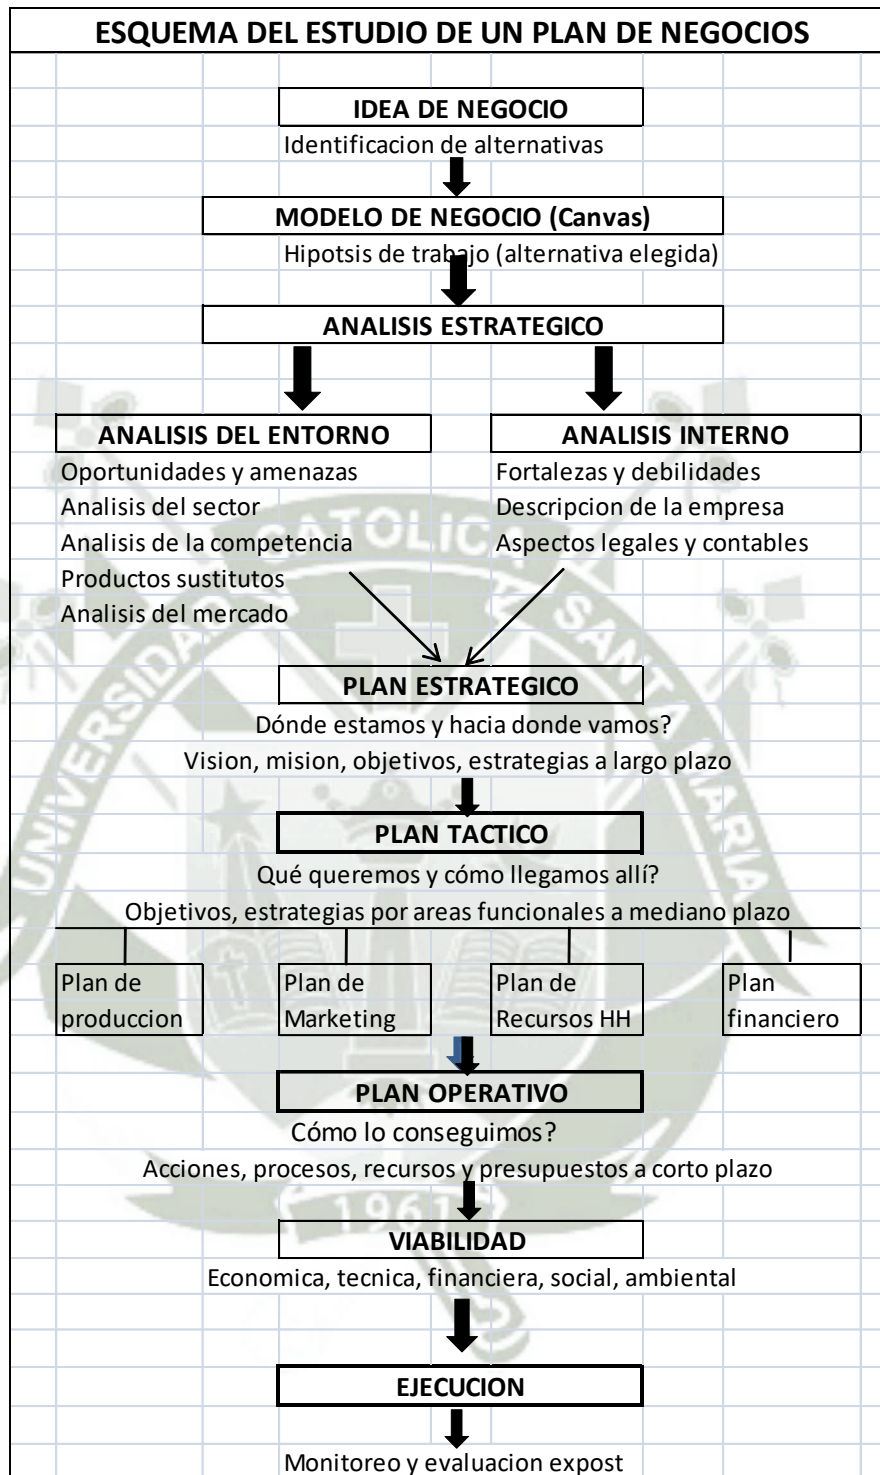 ESQUEMA DEL ESTUDIO DE UN PLAN DE NEGOCIOS
IDEA DE NEGOCIO
Identificacion de alternativas
MODELO DE NEGOCIO (Canvas)
Hipotsis de trabajo (alternativa elegida)
ANALISIS ESTRATEGICO
ANALISIS DEL ENTORNO
Oportunidades y amenazas
Analisis del sector
Analisis de la competencia
Productos sustitutos
Analisis del mercado
ANALISIS INTERNO
Fortalezas y debilidades
Descripcion de la empresa
Aspectos legales y contables
PLAN ESTRATEGICO
Dónde estamos y hacia donde vamos?
Vision, mision, objetivos, estrategias a largo plazo
PLAN TACTICO
Qué queremos y cómo llegamos allí?
Objetivos, estrategias por areas funcionales a mediano plazo
Plan de
produccion
Plan de
Marketing
Plan de
Recursos HH
Plan
financiero
PLAN OPERATIVO
Cómo lo conseguimos?
Acciones, procesos, recursos y presupuestos a corto plazo
VIABILIDAD
Economica, tecnica, financiera, social, ambiental
EJECUCION
Monitoreo y evaluacion expost
UNIVERSIDAD CATOLICA SANTA MARIA
1961